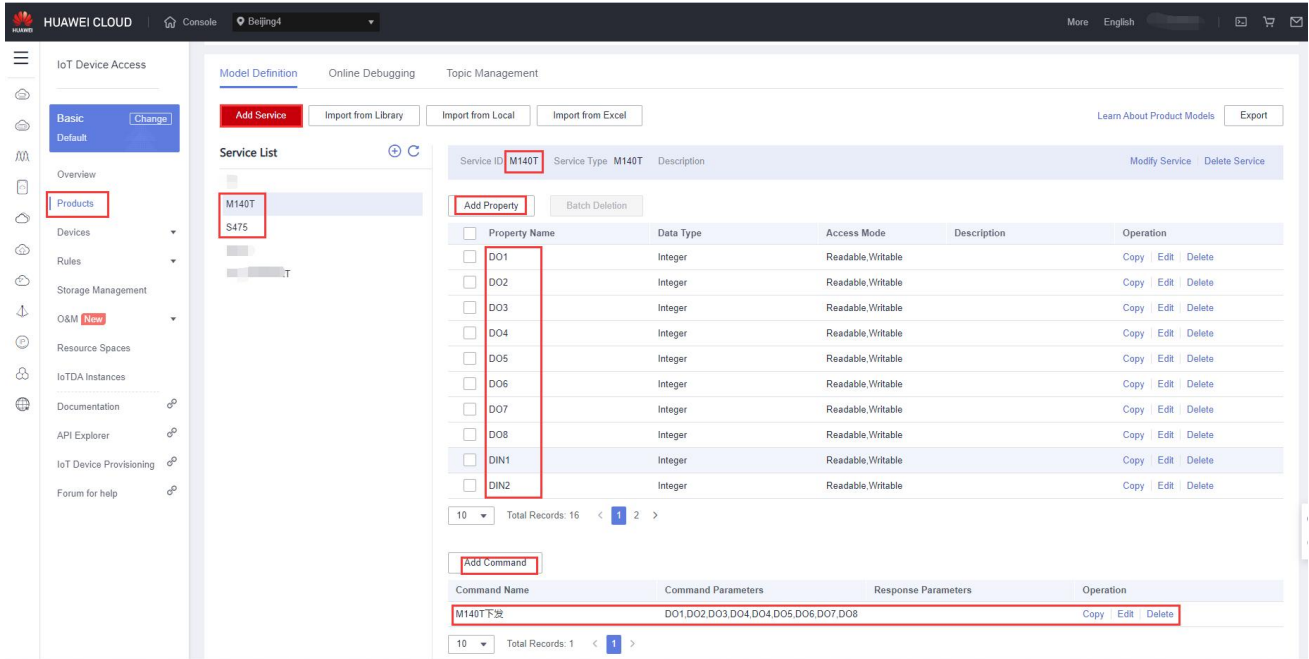 HUAWEI HUAWEI CLOUD Console Beijing4 More English
IoT Device Access
Basic Change
Default
Overview
Products
Devices
Rules
Storage Management
O&M New
Resource Spaces
IoTDA Instances
Documentation
API Explorer
IoT Device Provisioning
Forum for help
Model Definition Online Debugging Topic Management
Add Service Import from Library Import from Local Import from Excel Learn About Product Models Export
Service List
M140T
S475
T
Service ID M140T Service Type M140T Description Modify Service Delete Service
Add Property Batch Deletion
Property Name Data Type Access Mode Description Operation
DO1 Integer Readable,Writable Copy Edit Delete
DO2 Integer Readable,Writable Copy Edit Delete
DO3 Integer Readable,Writable Copy Edit Delete
DO4 Integer Readable,Writable Copy Edit Delete
DO5 Integer Readable,Writable Copy Edit Delete
DO6 Integer Readable,Writable Copy Edit Delete
DO7 Integer Readable,Writable Copy Edit Delete
DO8 Integer Readable,Writable Copy Edit Delete
DIN1 Integer Readable,Writable Copy Edit Delete
DIN2 Integer Readable,Writable Copy Edit Delete
10 Total Records: 16 < 1 2 >
Add Command
Command Name Command Parameters Response Parameters Operation
M140T下发 DO1,DO2,DO3,DO4,DO4,DO5,DO6,DO7,DO8 Copy Edit Delete
10 Total Records: 1 < 1 >